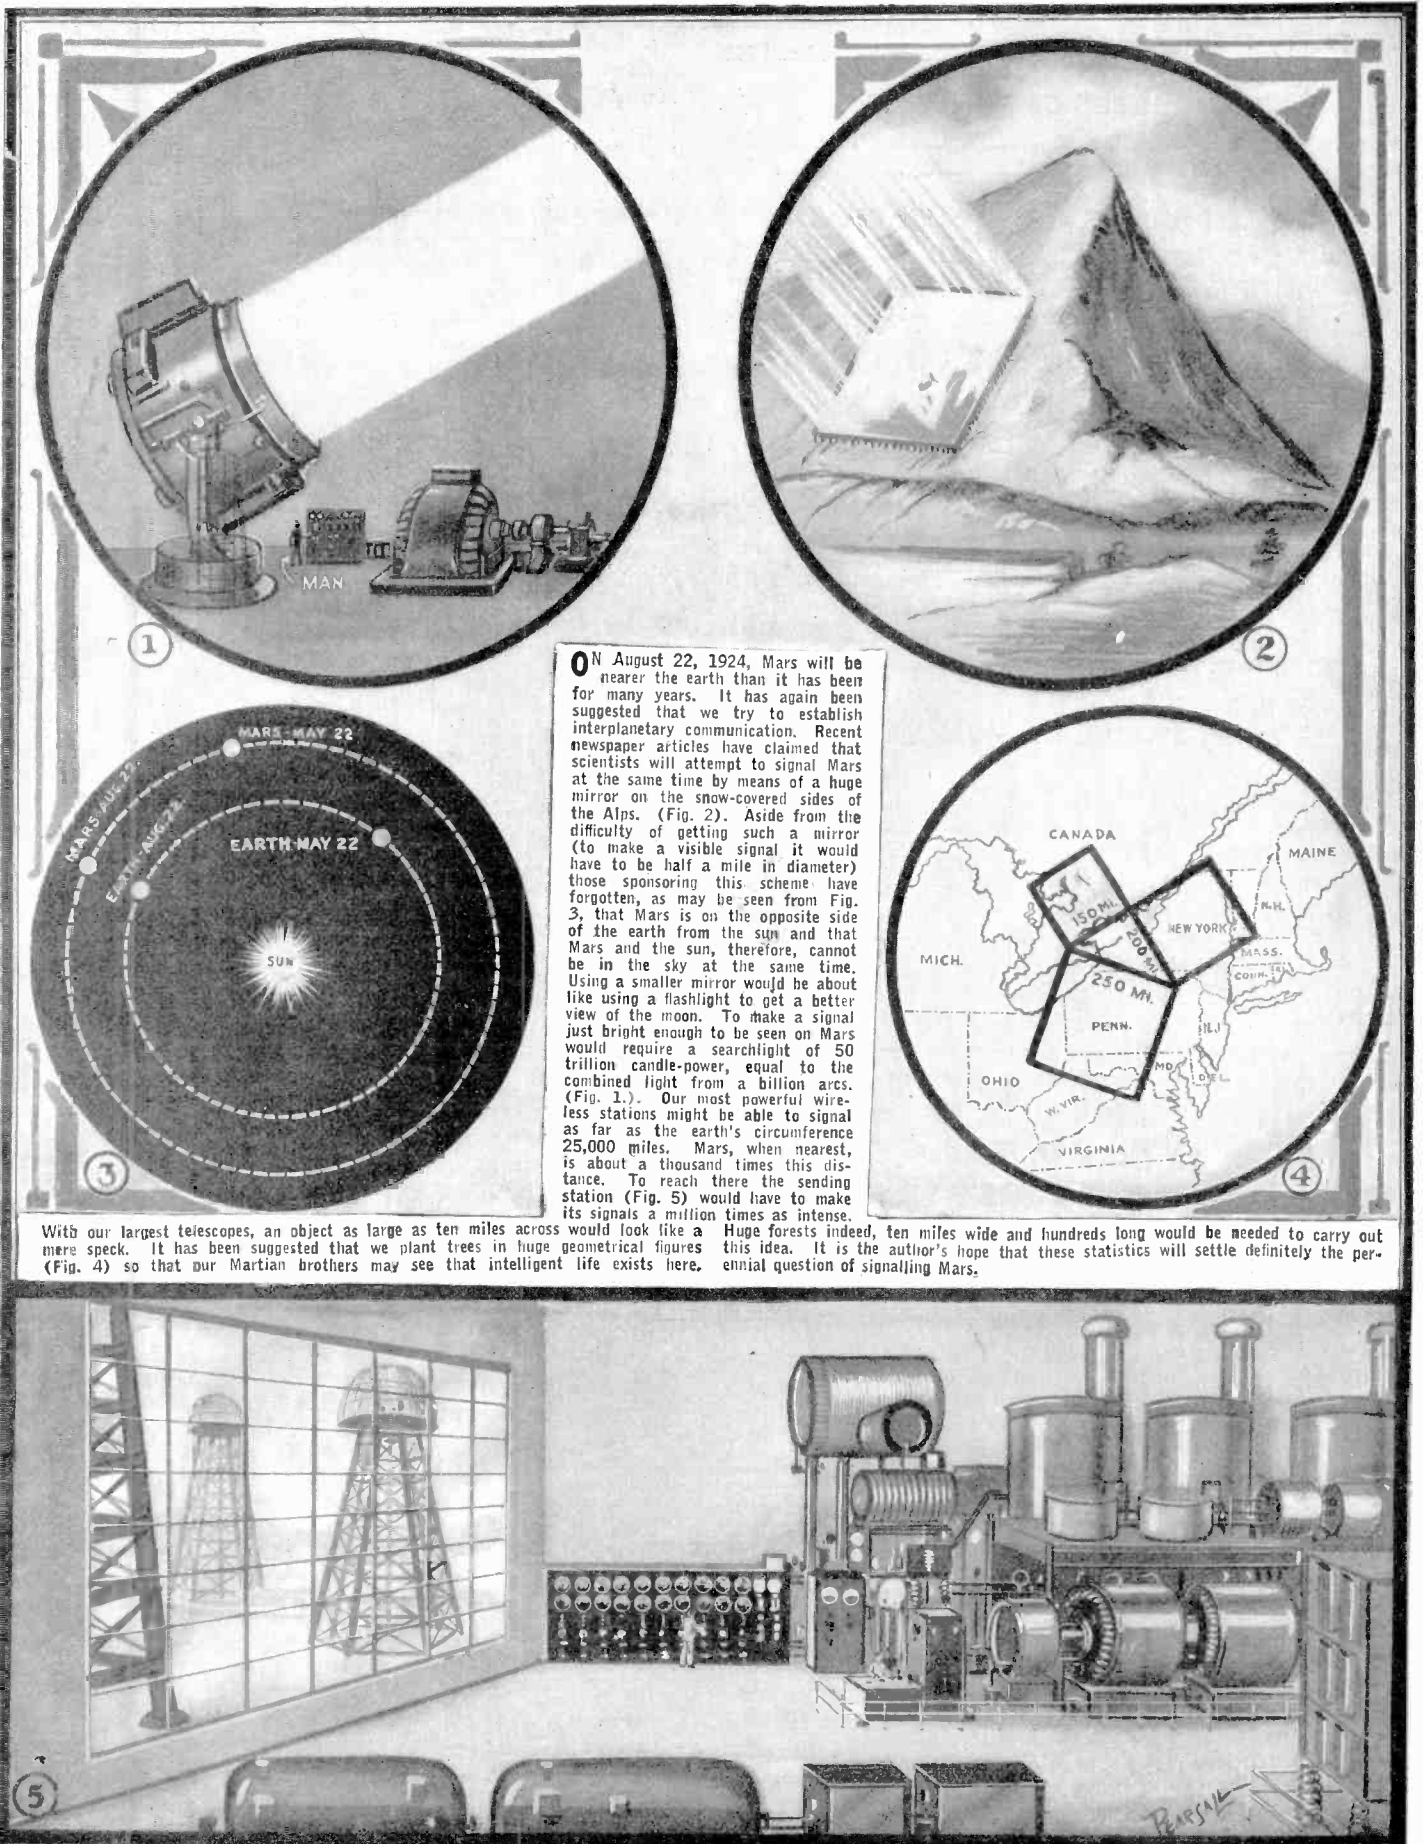 MAN
1
2
ON August 22, 1924, Mars will be
nearer the earth than it has been
for many years. It has again been
suggested that we try to establish
interplanetary communication. Recent
newspaper articles have claimed that
scientists will attempt to signal Mars
at the same time by means of a huge
mirror on the snow-covered sides of
the Alps. (Fig. 2). Aside from the
difficulty of getting such a mirror
(to make a visible signal it would
have to be half a mile in diameter)
those sponsoring this scheme have
forgotten, as may be seen from Fig.
3, that Mars is on the opposite side
of the earth from the sun and that
Mars and the sun, therefore, cannot
be in the sky at the same time.
Using a smaller mirror would be about
like using a flashlight to get a better
view of the moon. To make a signal
just bright enough to be seen on Mars
would require a searchlight of 50
trillion candle-power, equal to the
combined light from a billion arcs.
(Fig. 1.). Our most powerful wire-
less stations might be able to signal
as far as the earth's circumference
25,000 miles. Mars, when nearest,
is about a thousand times this dis-
tance. To reach there the sending
station (Fig. 5) would have to make
its signals a million times as intense.
With our largest telescopes, an object as large as ten miles across would look like a
mere speck. It has been suggested that we plant trees in huge geometrical figures
(Fig. 4) so that our Martian brothers may see that intelligent life exists here.
Huge forests indeed, ten miles wide and hundreds long would be needed to carry out
this idea. It is the author's hope that these statistics will settle definitely the per-
ennial question of signalling Mars.
MARS-MAY 22
MARS-AUG. 22.
EARTH-AUG. 22.
EARTH-MAY 22
SUN
3
CANADA
MAINE
150 MI.
N.H.
NEW YORK
200 MI.
MICH.
MASS.
CONN.
R.I.
250 MI.
PENN.
N.J.
OHIO
MD.
DEL.
W. VIR.
VIRGINIA
4
5
PEARSALL